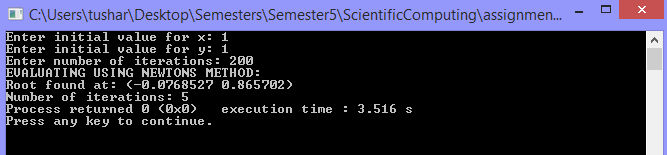 C:\Users\tushar\Desktop\Semesters\Semester5\ScientificComputing\assignmen...
Enter initial value for x: 1
Enter initial value for y: 1
Enter number of iterations: 200
EVALUATING USING NEWTONS METHOD:
Root found at: (-0.0768527 0.865702)
Number of iterations: 5
Process returned 0 (0x0)   execution time : 3.516 s
Press any key to continue.